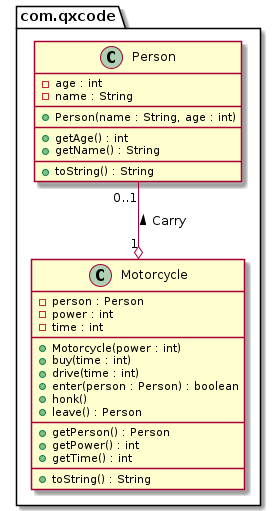 com.qxcode
C Person
age : int
name : String
Person(name : String, age : int)
getAge() : int
getName() : String
toString() : String
0..1
Carry
1
C Motorcycle
person : Person
power : int
time : int
Motorcycle(power : int)
buy(time : int)
drive(time : int)
enter(person : Person) : boolean
honk()
leave() : Person
getPerson() : Person
getPower() : int
getTime() : int
toString() : String